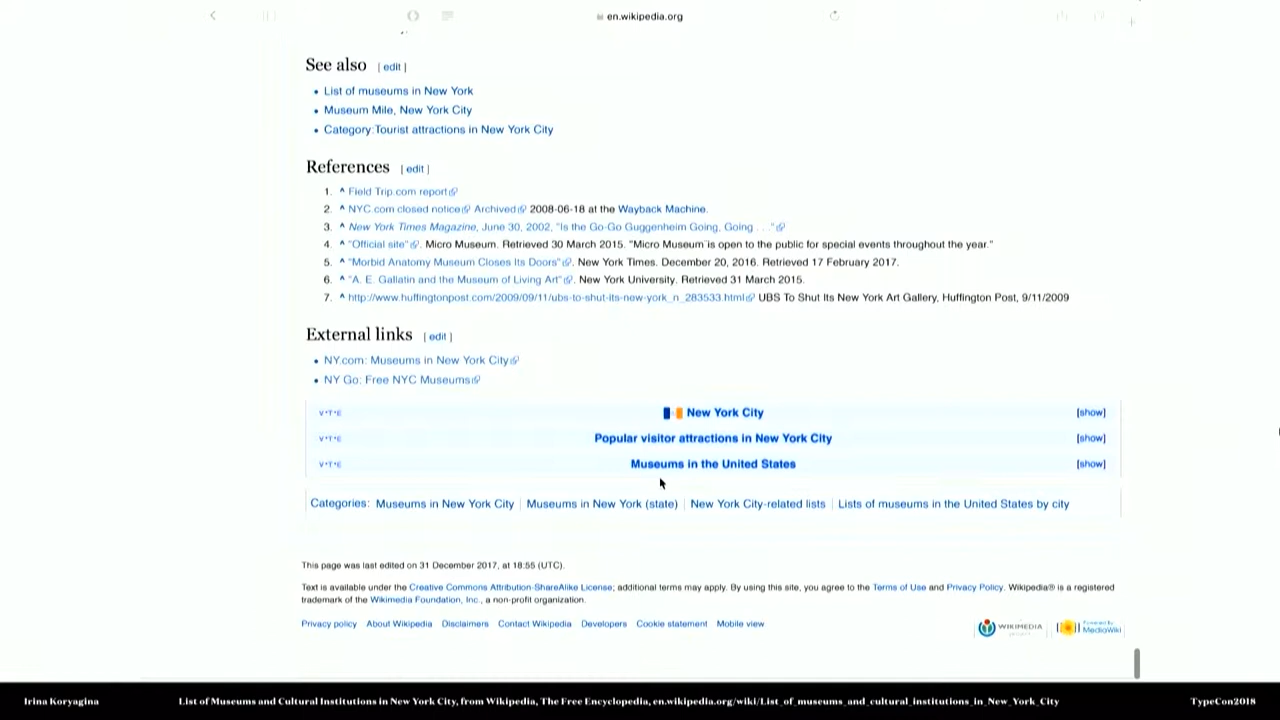 en.wikipedia.org
See also [ edit ]
• List of museums in New York
• Museum Mile, New York City
• Category:Tourist attractions in New York City
References [ edit ]
1. ^ Field Trip.com report
2. ^ NYC.com closed notice Archived 2008-06-18 at the Wayback Machine.
3. ^ New York Times Magazine, June 30, 2002, "Is the Go-Go Guggenheim Going, Going . . ."
4. ^ "Official site". Micro Museum. Retrieved 30 March 2015. "Micro Museum is open to the public for special events throughout the year."
5. ^ "Morbid Anatomy Museum Closes Its Doors". New York Times. December 20, 2016. Retrieved 17 February 2017.
6. ^ "A. E. Gallatin and the Museum of Living Art". New York University. Retrieved 31 March 2015.
7. ^ http://www.huffingtonpost.com/2009/09/11/ubs-to-shut-its-new-york_n_283533.html UBS To Shut Its New York Art Gallery, Huffington Post, 9/11/2009
External links [ edit ]
• NY.com: Museums in New York City
• NY Go: Free NYC Museums
V·T·E New York City [show]
V·T·E Popular visitor attractions in New York City [show]
V·T·E Museums in the United States [show]
Categories: Museums in New York City | Museums in New York (state) | New York City-related lists | Lists of museums in the United States by city
This page was last edited on 31 December 2017, at 18:55 (UTC).
Text is available under the Creative Commons Attribution-ShareAlike License; additional terms may apply. By using this site, you agree to the Terms of Use and Privacy Policy. Wikipedia® is a registered
trademark of the Wikimedia Foundation, Inc., a non-profit organization.
Privacy policy About Wikipedia Disclaimers Contact Wikipedia Developers Cookie statement Mobile view
WIKIMEDIA
Powered By
MediaWiki
Irina Koryagina List of Museums and Cultural Institutions in New York City, from Wikipedia, The Free Encyclopedia, en.wikipedia.org/wiki/List_of_museums_and_cultural_institutions_in_New_York_City TypeCon2018